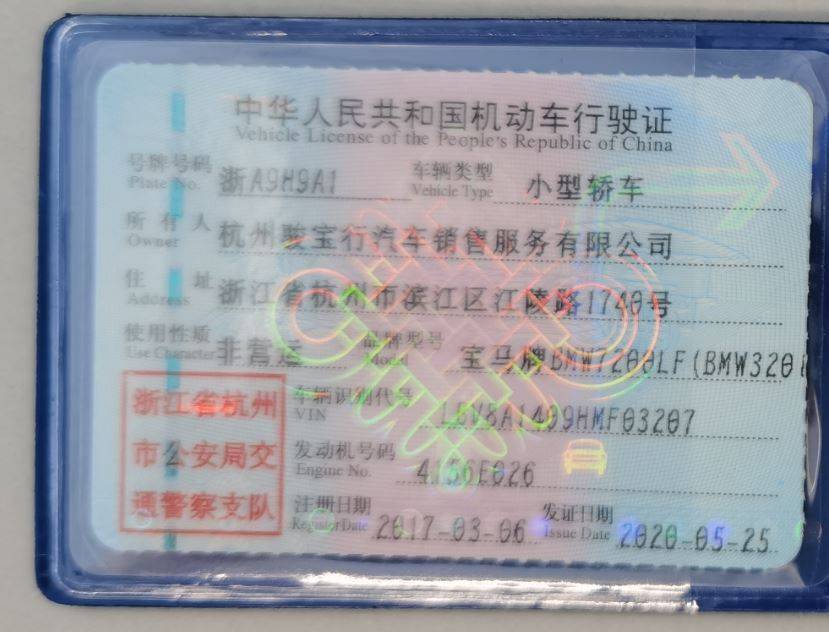 中华人民共和国机动车行驶证
Vehicle License of the People's Republic of China
号牌号码 浙A9H9A1 车辆类型 小型轿车
Plate No. Vehicle Type
所有人 杭州骏宝行汽车销售服务有限公司
Owner
住址 浙江省杭州市滨江区江陵路1740号
Address
使用性质 非营运 品牌型号 宝马牌BMW7200LF(BMW320
Use Character Model
浙江省杭州
市公安局交
通警察支队
车辆识别代号
VIN
发动机号码
Engine No.
注册日期 2017-03-06 发证日期 2020-05-25
Register Date Issue Date